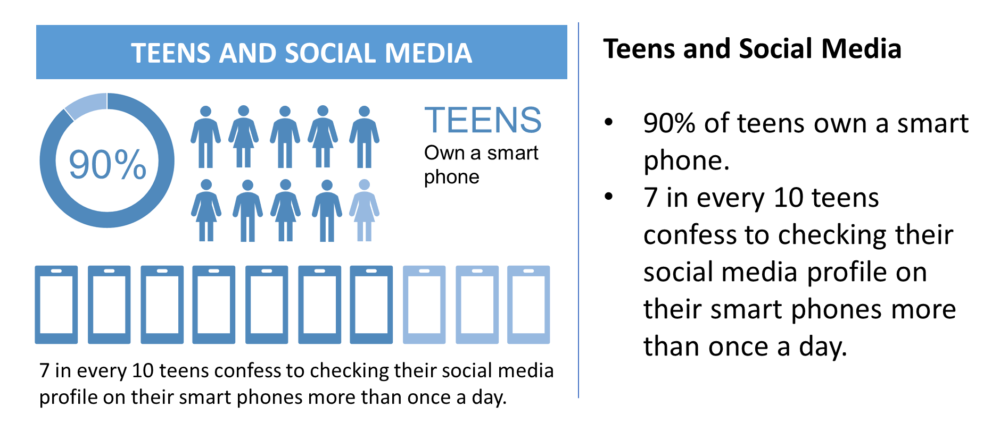 TEENS AND SOCIAL MEDIA
90%
TEENS
Own a smart
phone
7 in every 10 teens confess to checking their social media
profile on their smart phones more than once a day.
Teens and Social Media
• 90% of teens own a smart
phone.
• 7 in every 10 teens
confess to checking their
social media profile on
their smart phones more
than once a day.